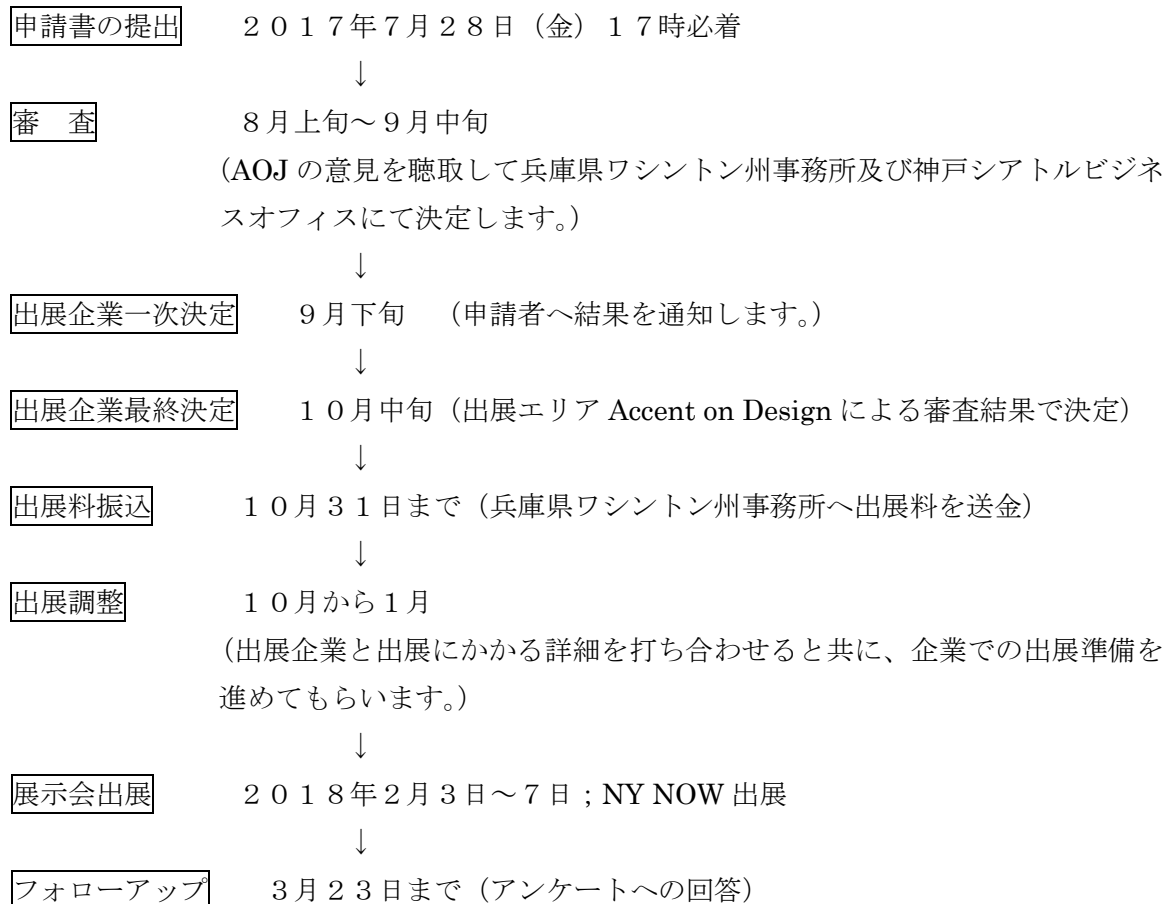 申請書の提出　　２０１７年７月２８日（金）１７時必着
↓
審　査　　８月上旬～９月中旬
（AOJ の意見を聴取して兵庫県ワシントン州事務所及び神戸シアトルビジネ
スオフィスにて決定します。）
↓
出展企業一次決定　　９月下旬　（申請者へ結果を通知します。）
↓
出展企業最終決定　　１０月中旬（出展エリア Accent on Design による審査結果で決定）
↓
出展料振込　　１０月３１日まで（兵庫県ワシントン州事務所へ出展料を送金）
↓
出展調整　　１０月から１月
（出展企業と出展にかかる詳細を打ち合わせると共に、企業での出展準備を
進めてもらいます。）
↓
展示会出展　　２０１８年２月３日～７日；NY NOW 出展
↓
フォローアップ　　３月２３日まで（アンケートへの回答）